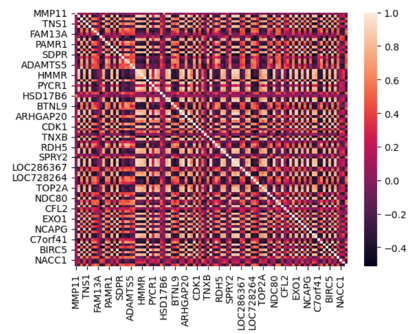 MMP11
TNS1
FAM13A
PAMR1
SDPR
ADAMTS5
HMMR
PYCR1
HSD17B6
BTNL9
ARHGAP20
CDK1
TNXB
RDH5
SPRY2
LOC286367
LOC728264
TOP2A
NDC80
CFL2
EXO1
NCAPG
C7orf41
BIRC5
NACC1
1.0
0.8
0.6
0.4
0.2
0.0
−0.2
−0.4
MMP11
TNS1
FAM13A
PAMR1
SDPR
ADAMTS5
HMMR
PYCR1
HSD17B6
BTNL9
ARHGAP20
CDK1
TNXB
RDH5
SPRY2
LOC286367
LOC728264
TOP2A
NDC80
CFL2
EXO1
NCAPG
C7orf41
BIRC5
NACC1